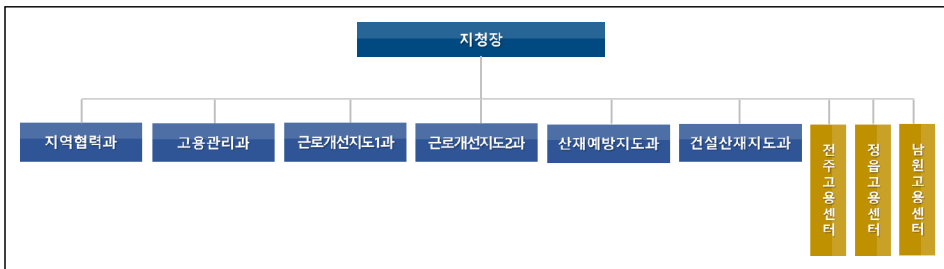 지청장
지역협력과
고용관리과
근로개선지도1과
근로개선지도2과
산재예방지도과
건설산재지도과
전주고용센터
정읍고용센터
남원고용센터